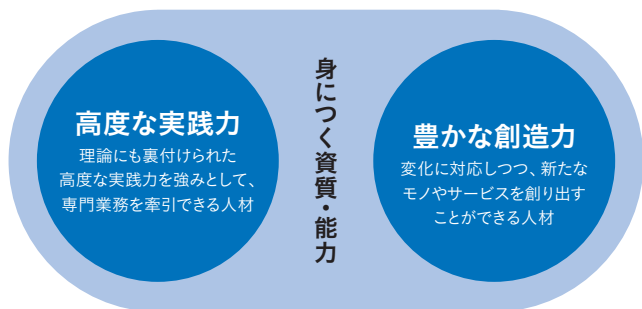 高度な実践力
理論にも裏付けられた
高度な実践力を強みとして、
専門業務を牽引できる人材
身につく資質・能力
豊かな創造力
変化に対応しつつ、新たな
モノやサービスを創り出す
ことができる人材